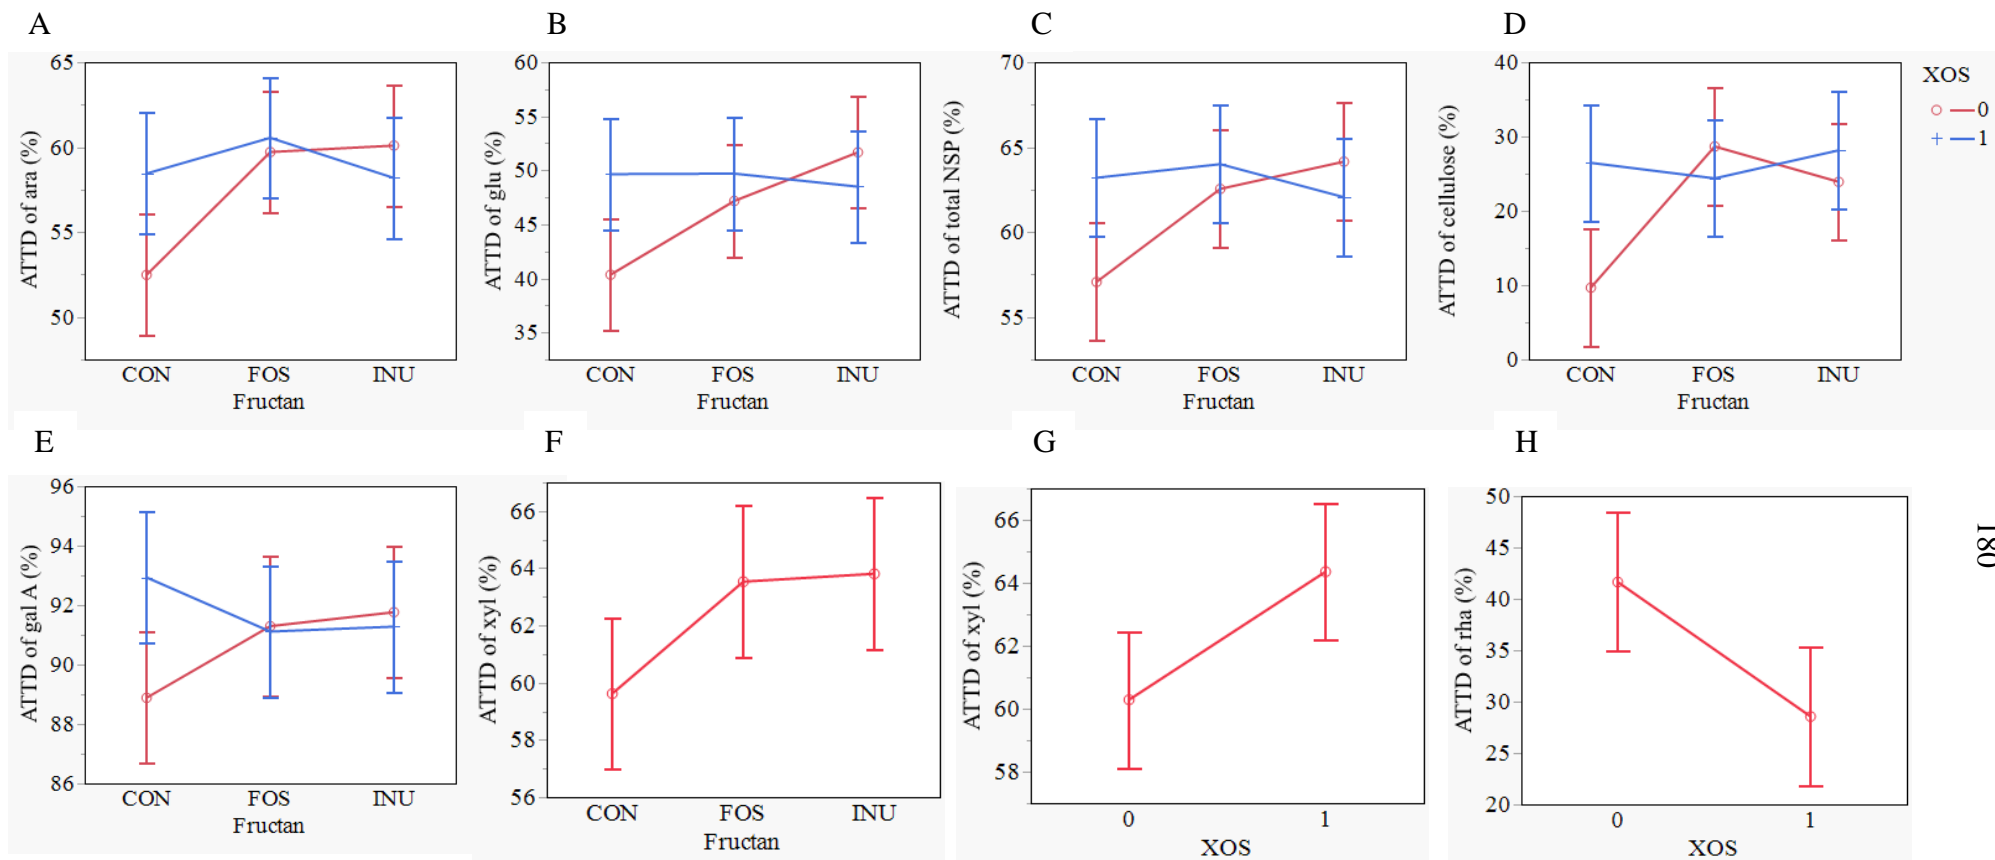 A
B
C
D
65
60
55
50
ATTD of ara (%)
CON FOS INU
Fructan
60
55
50
45
40
35
ATTD of glu (%)
CON FOS INU
Fructan
70
65
60
55
ATTD of total NSP (%)
CON FOS INU
Fructan
40
30
20
10
0
ATTD of cellulose (%)
CON FOS INU
Fructan
XOS
0
1
E
F
G
H
96
94
92
90
88
86
ATTD of gal A (%)
CON FOS INU
Fructan
66
64
62
60
58
56
ATTD of xyl (%)
CON FOS INU
Fructan
66
64
62
60
58
ATTD of xyl (%)
0 1
XOS
50
45
40
35
30
25
20
ATTD of rha (%)
0 1
XOS
180